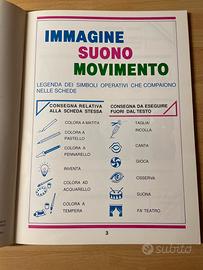 IMMAGINE
SUONO
MOVIMENTO
LEGENDA DEI SIMBOLI OPERATIVI CHE COMPAIONO
NELLE SCHEDE
CONSEGNA RELATIVA
ALLA SCHEDA STESSA
COLORA A MATITA
COLORA A
PASTELLO
COLORA A
PENNARELLO
INVENTA
COLORA AD
ACQUARELLO
COLORA A
TEMPERA
CONSEGNA DA ESEGUIRE
FUORI DAL TESTO
TAGLIA/
INCOLLA
CANTA
GIOCA
OSSERVA
SUONA
FA' TEATRO
3
subito